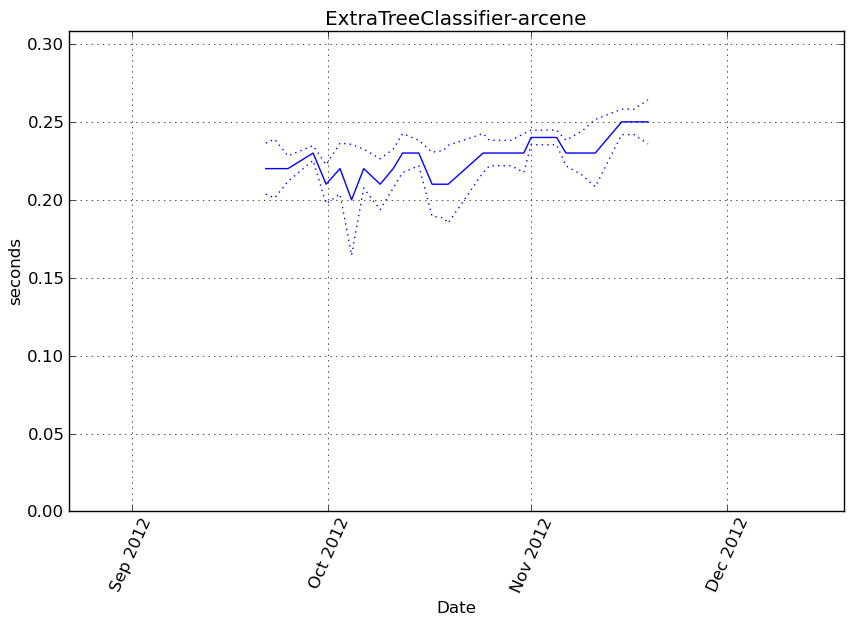 ExtraTreeClassifier-arcene
0.30
0.25
0.20
0.15
0.10
0.05
0.00
seconds
Sep 2012
Oct 2012
Nov 2012
Dec 2012
Date